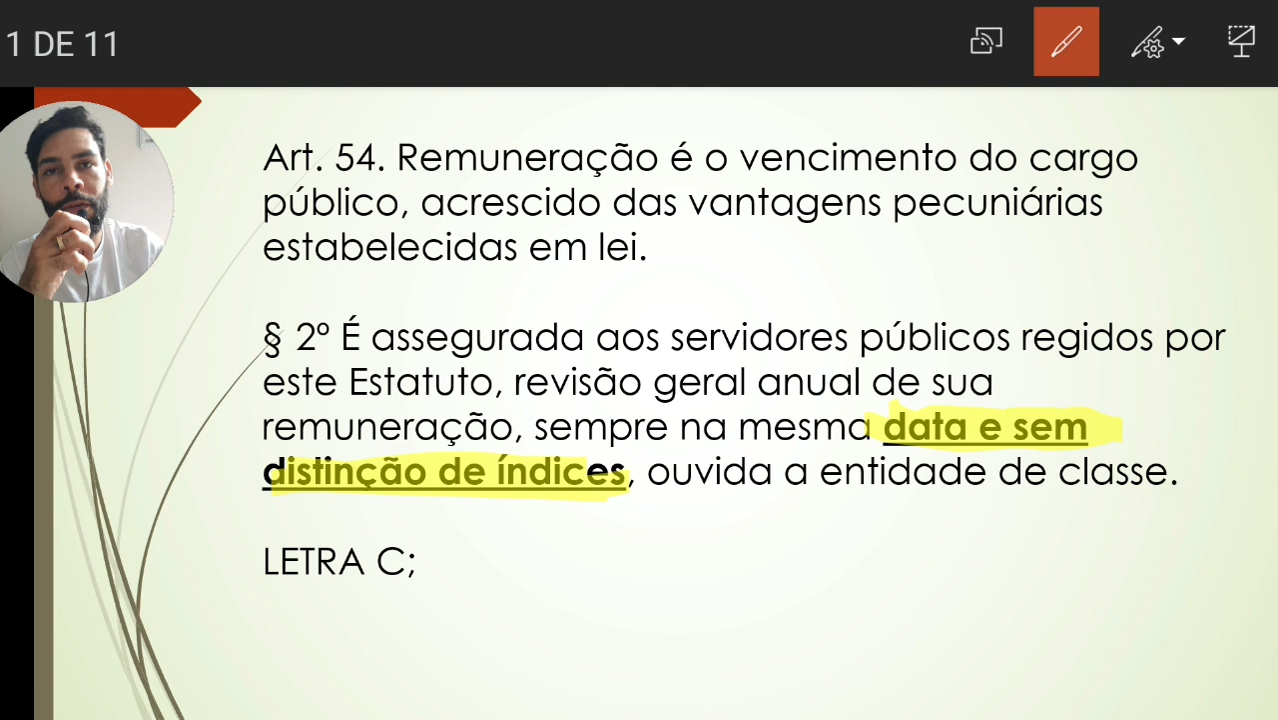 1 DE 11
Art. 54. Remuneração é o vencimento do cargo
público, acrescido das vantagens pecuniárias
estabelecidas em lei.
§ 2º É assegurada aos servidores públicos regidos por
este Estatuto, revisão geral anual de sua
remuneração, sempre na mesma data e sem
distinção de índices, ouvida a entidade de classe.
LETRA C;